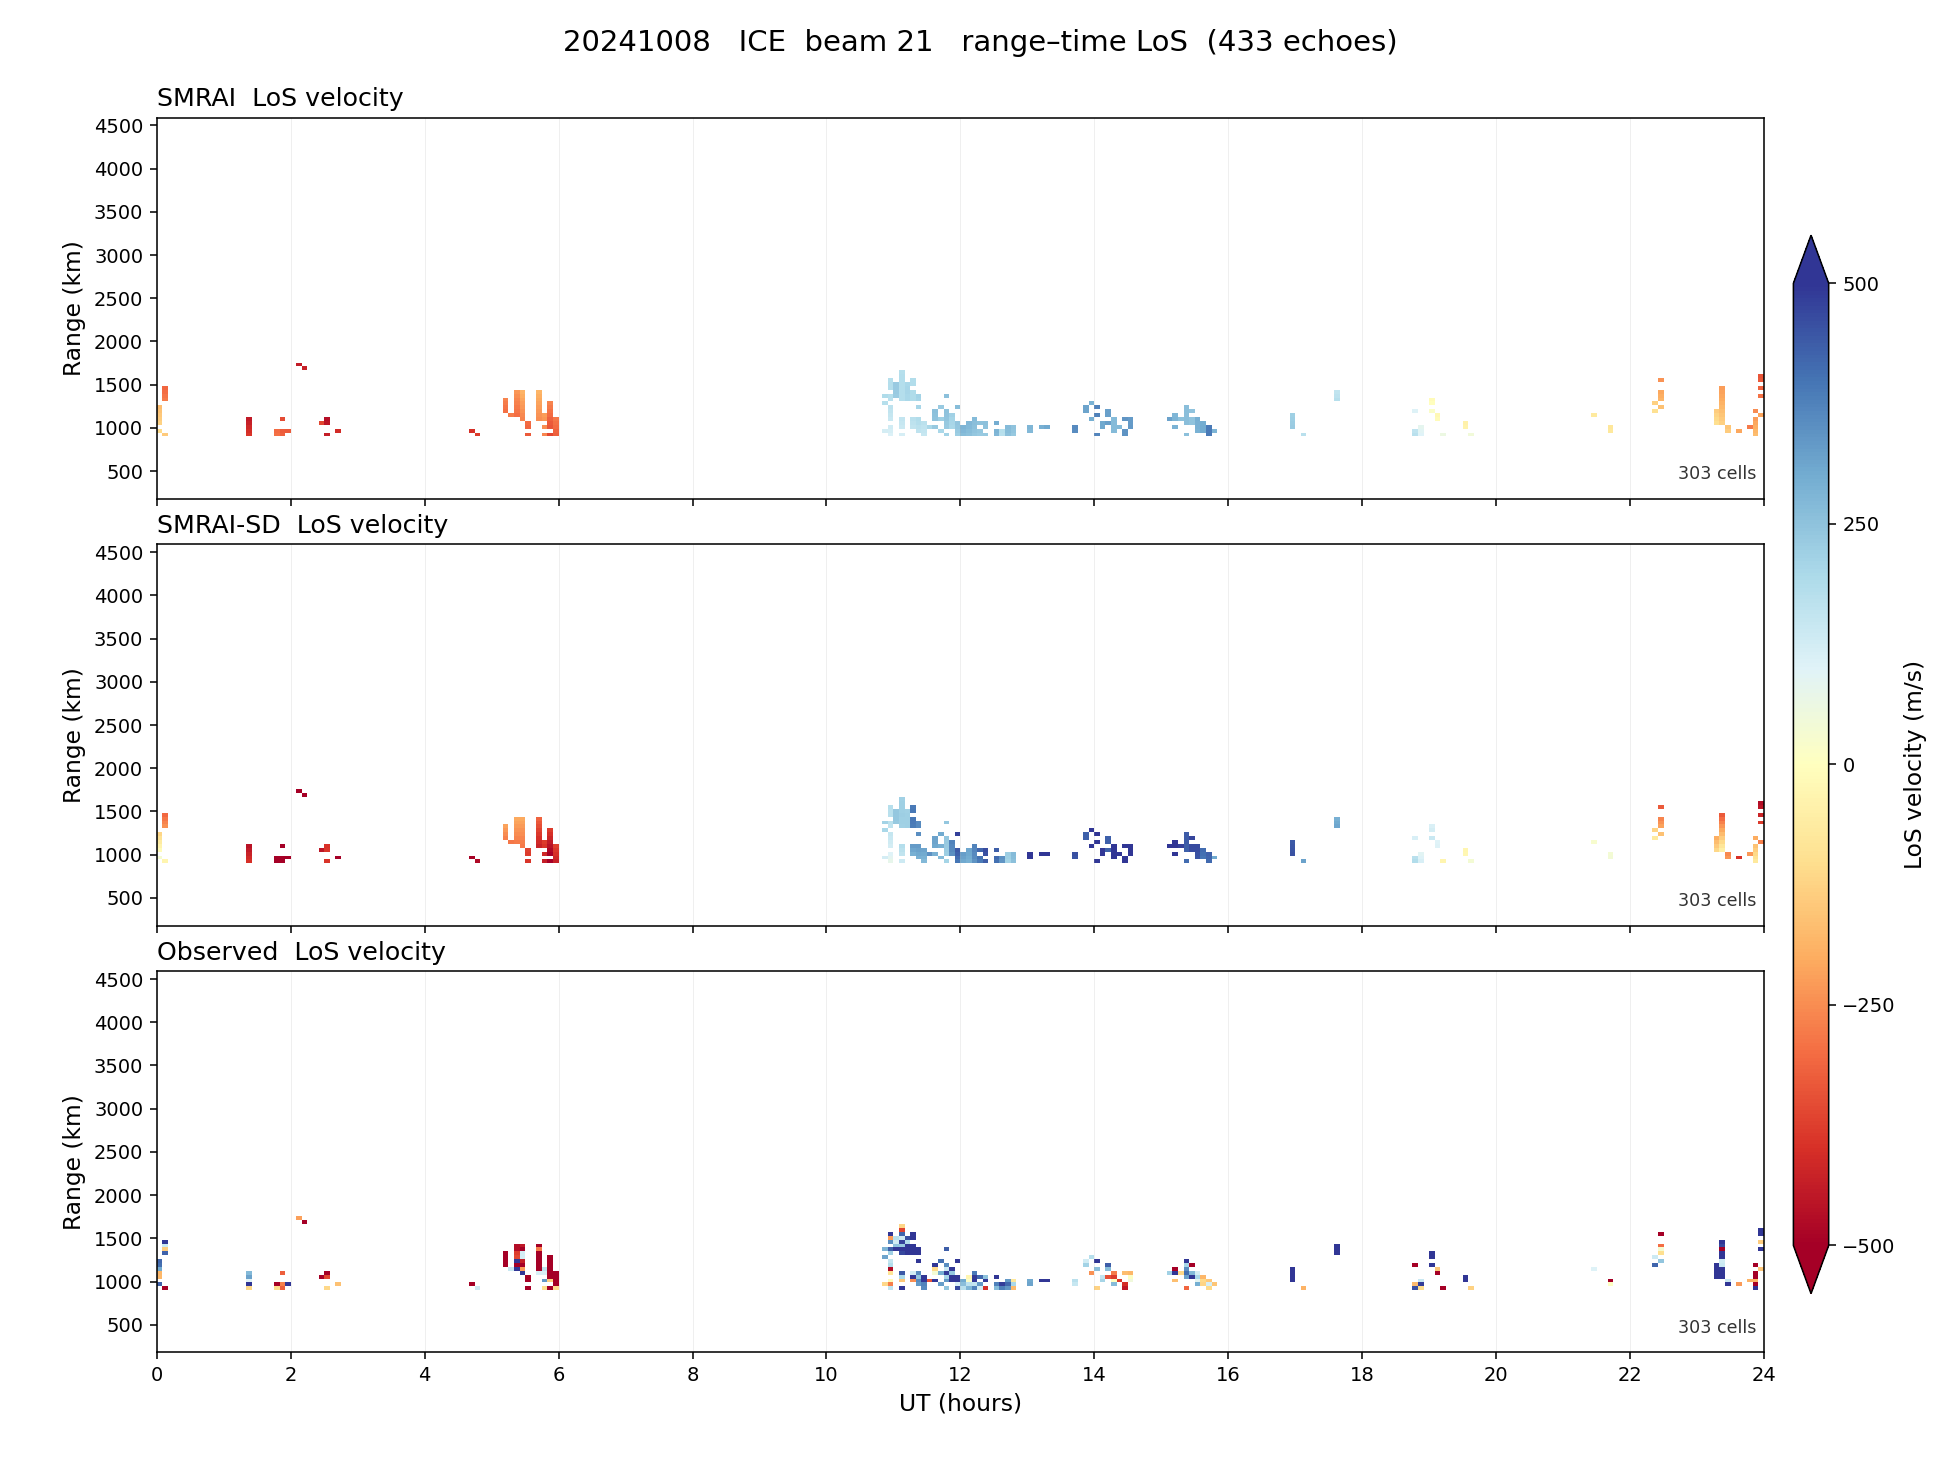 20241008   ICE  beam 21   range–time LoS  (433 echoes)
SMRAI  LoS velocity
4500
4000
3500
3000
2500
2000
1500
1000
500
Range (km)
303 cells
SMRAI-SD  LoS velocity
4500
4000
3500
3000
2500
2000
1500
1000
500
Range (km)
303 cells
Observed  LoS velocity
4500
4000
3500
3000
2500
2000
1500
1000
500
Range (km)
303 cells
0 2 4 6 8 10 12 14 16 18 20 22 24
UT (hours)
500
250
0
−250
−500
LoS velocity (m/s)